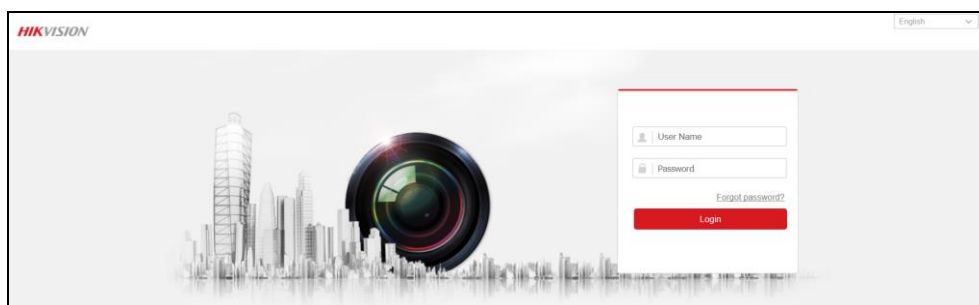 HIKVISION
English
User Name
Password
Forgot password?
Login